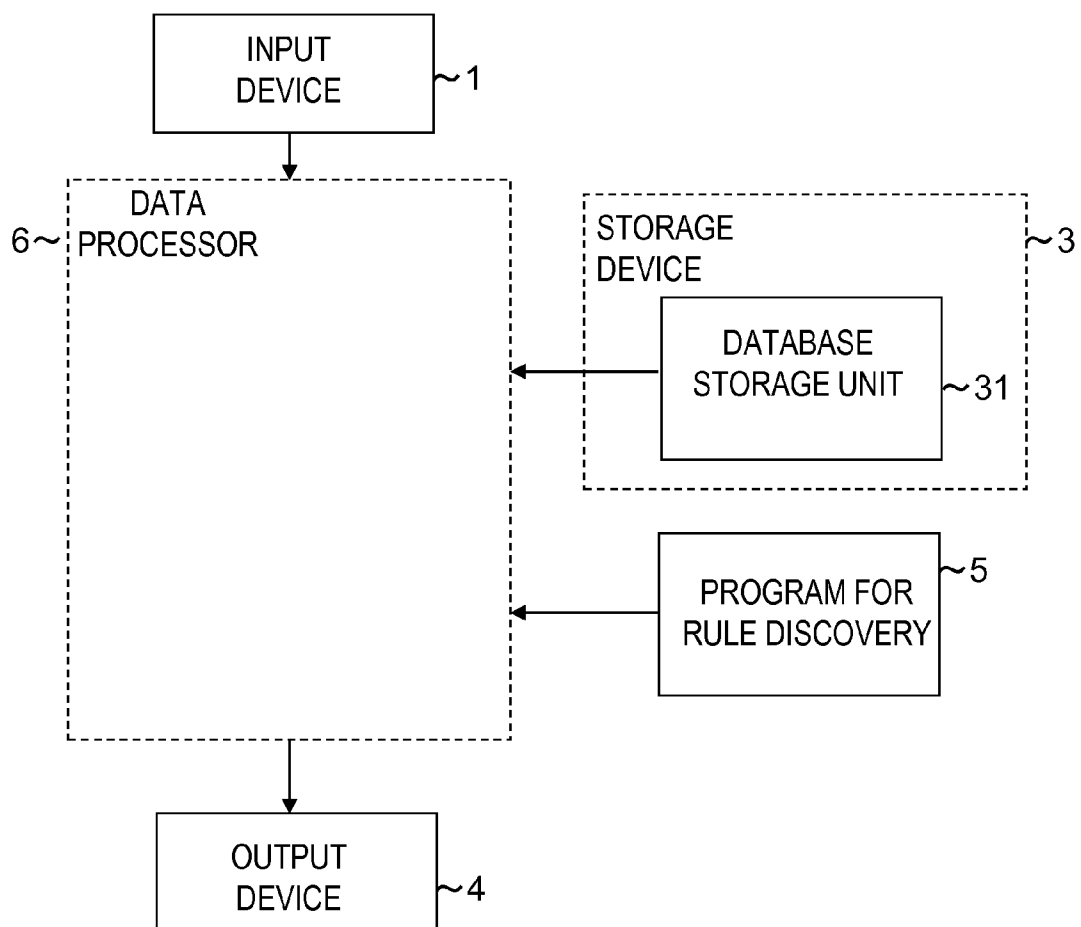 INPUT
DEVICE
~1
DATA
PROCESSOR
6~
STORAGE
DEVICE
~3
DATABASE
STORAGE UNIT
~31
PROGRAM FOR
RULE DISCOVERY
~5
OUTPUT
DEVICE
~4